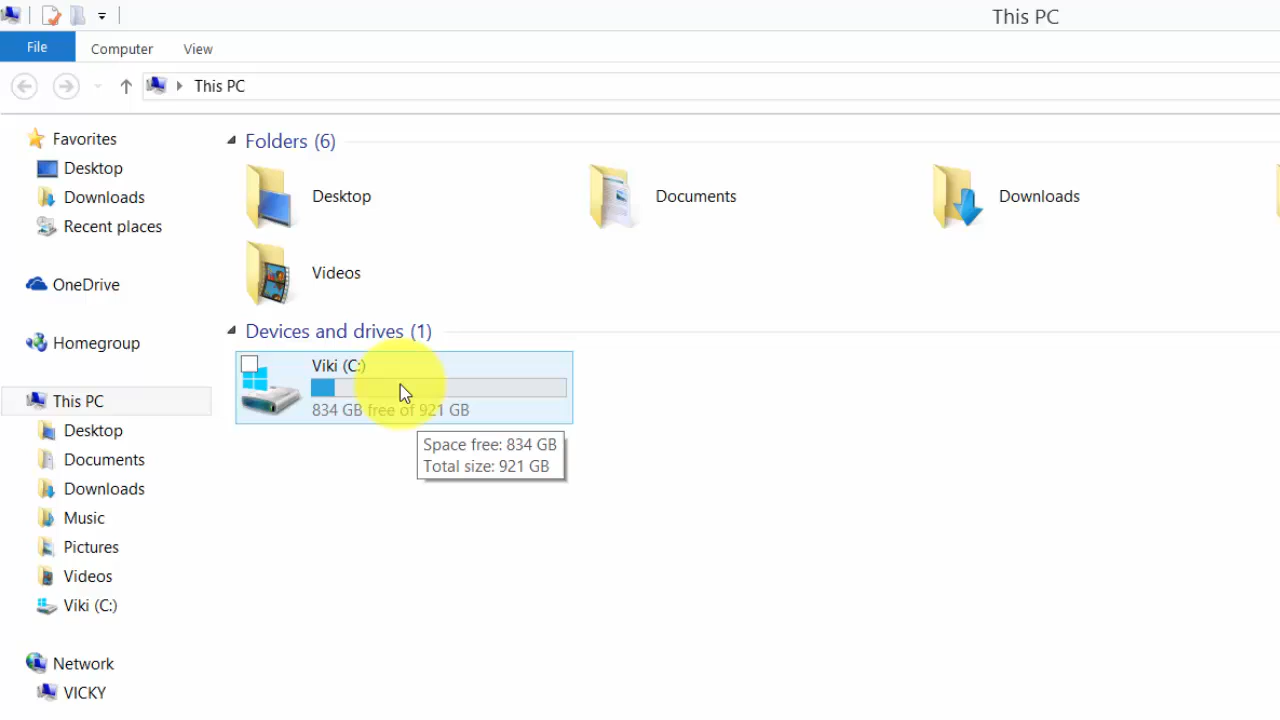 This PC
File
Computer
View
This PC
Favorites
Desktop
Downloads
Recent places
OneDrive
Homegroup
This PC
Desktop
Documents
Downloads
Music
Pictures
Videos
Viki (C:)
Network
VICKY
Folders (6)
Desktop
Documents
Downloads
Videos
Devices and drives (1)
Viki (C:)
834 GB free of 921 GB
Space free: 834 GB
Total size: 921 GB